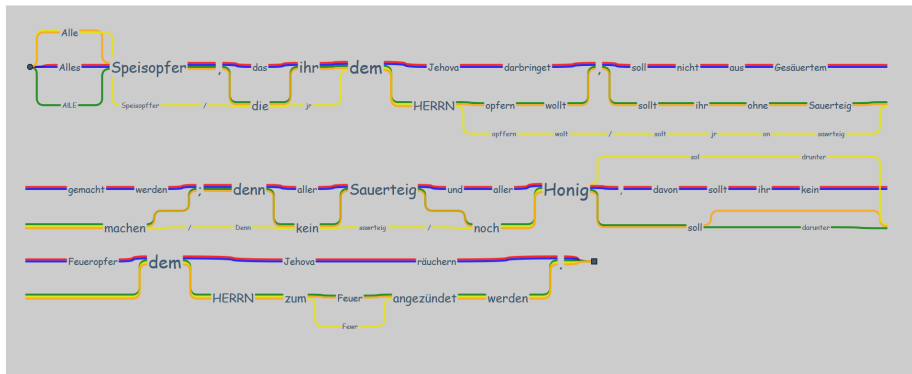 Alle
Alles Speisopfer , das ihr dem Jehova darbringet , soll nicht aus Gesäuertem
AllE Speisopffer / die jr HERRN opfern wollt sollt ihr ohne Sauerteig
opffern wolt / solt jr on sawrteig
sol drunter
gemacht werden ; denn aller Sauerteig und aller Honig , davon sollt ihr kein
machen / Denn kein sawrteig / noch soll darunter
Feueropfer dem Jehova räuchern .
HERRN zum Feuer angezündet werden
Fewr